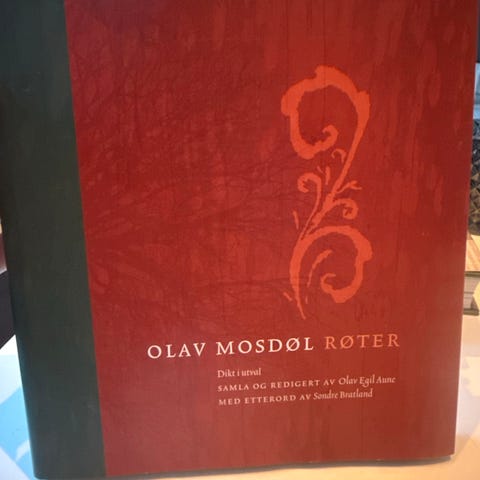 OLAV MOSDØL RØTER
Dikt i utval
SAMLA OG REDIGERT AV Olav Egil Aune
MED ETTERORD AV Sondre Bratland